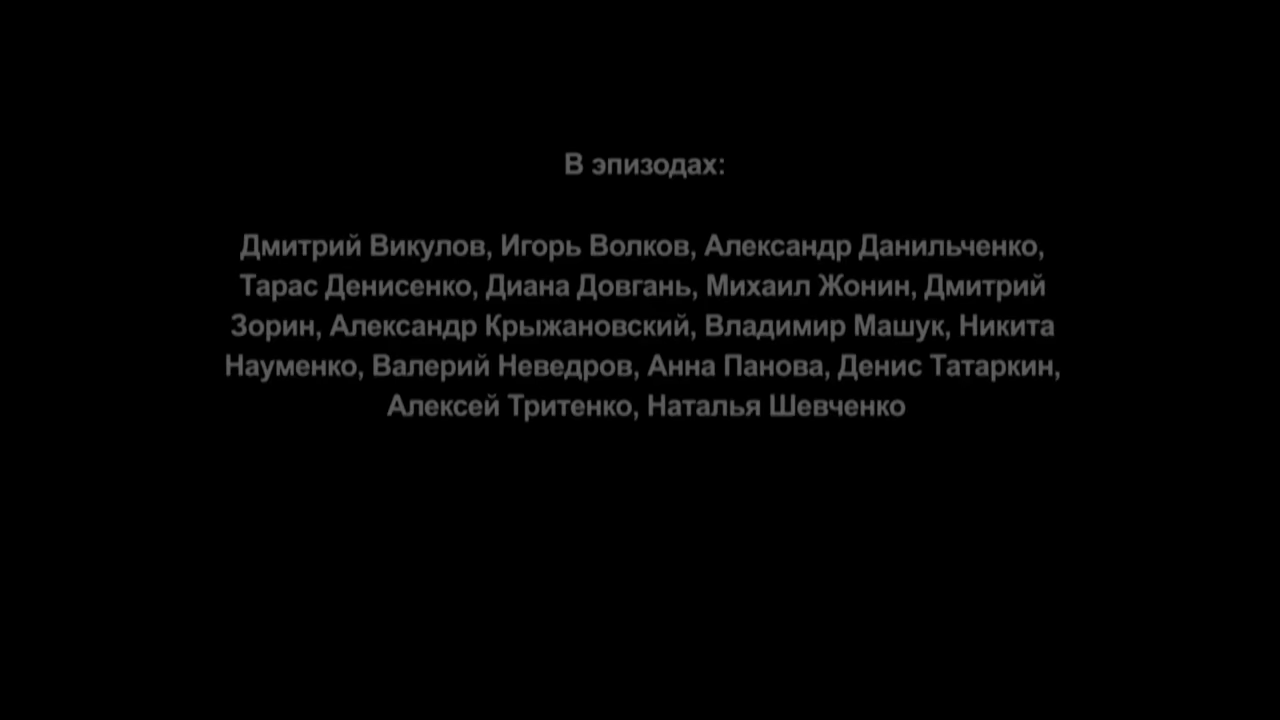 В эпизодах:
Дмитрий Викулов, Игорь Волков, Александр Данильченко,
Тарас Денисенко, Диана Довгань, Михаил Жонин, Дмитрий
Зорин, Александр Крыжановский, Владимир Машук, Никита
Науменко, Валерий Неведров, Анна Панова, Денис Татаркин,
Алексей Тритенко, Наталья Шевченко